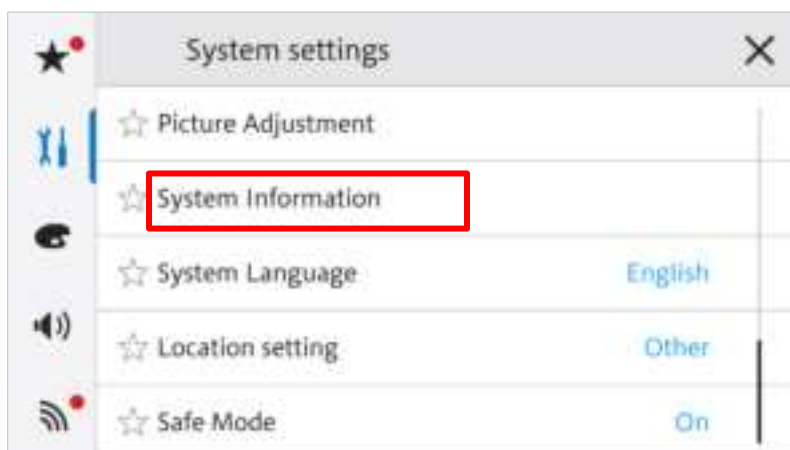 System settings
Picture Adjustment
System Information
System Language English
Location setting Other
Safe Mode On